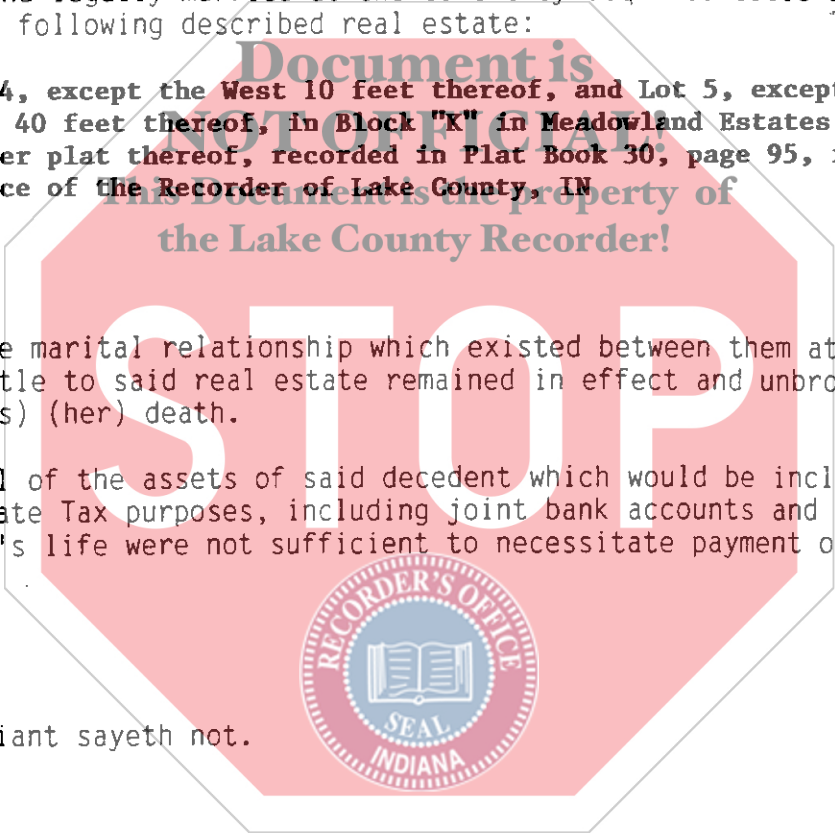 following described real estate:
Document is
4, except the West 10 feet thereof, and Lot 5, except
NOT OFFICIAL!
40 feet thereof, in Block "K" in Meadowland Estates
er plat thereof, recorded in Plat Book 30, page 95,
ce of the Recorder of Lake County, IN
This Document is the property of
the Lake County Recorder!
STOP
e marital relationship which existed between them at
tle to said real estate remained in effect and unbro
s) (her) death.
l of the assets of said decedent which would be incl
ate Tax purposes, including joint bank accounts and
's life were not sufficient to necessitate payment o
RECORDER'S OFFICE
SEAL
INDIANA
iant sayeth not.